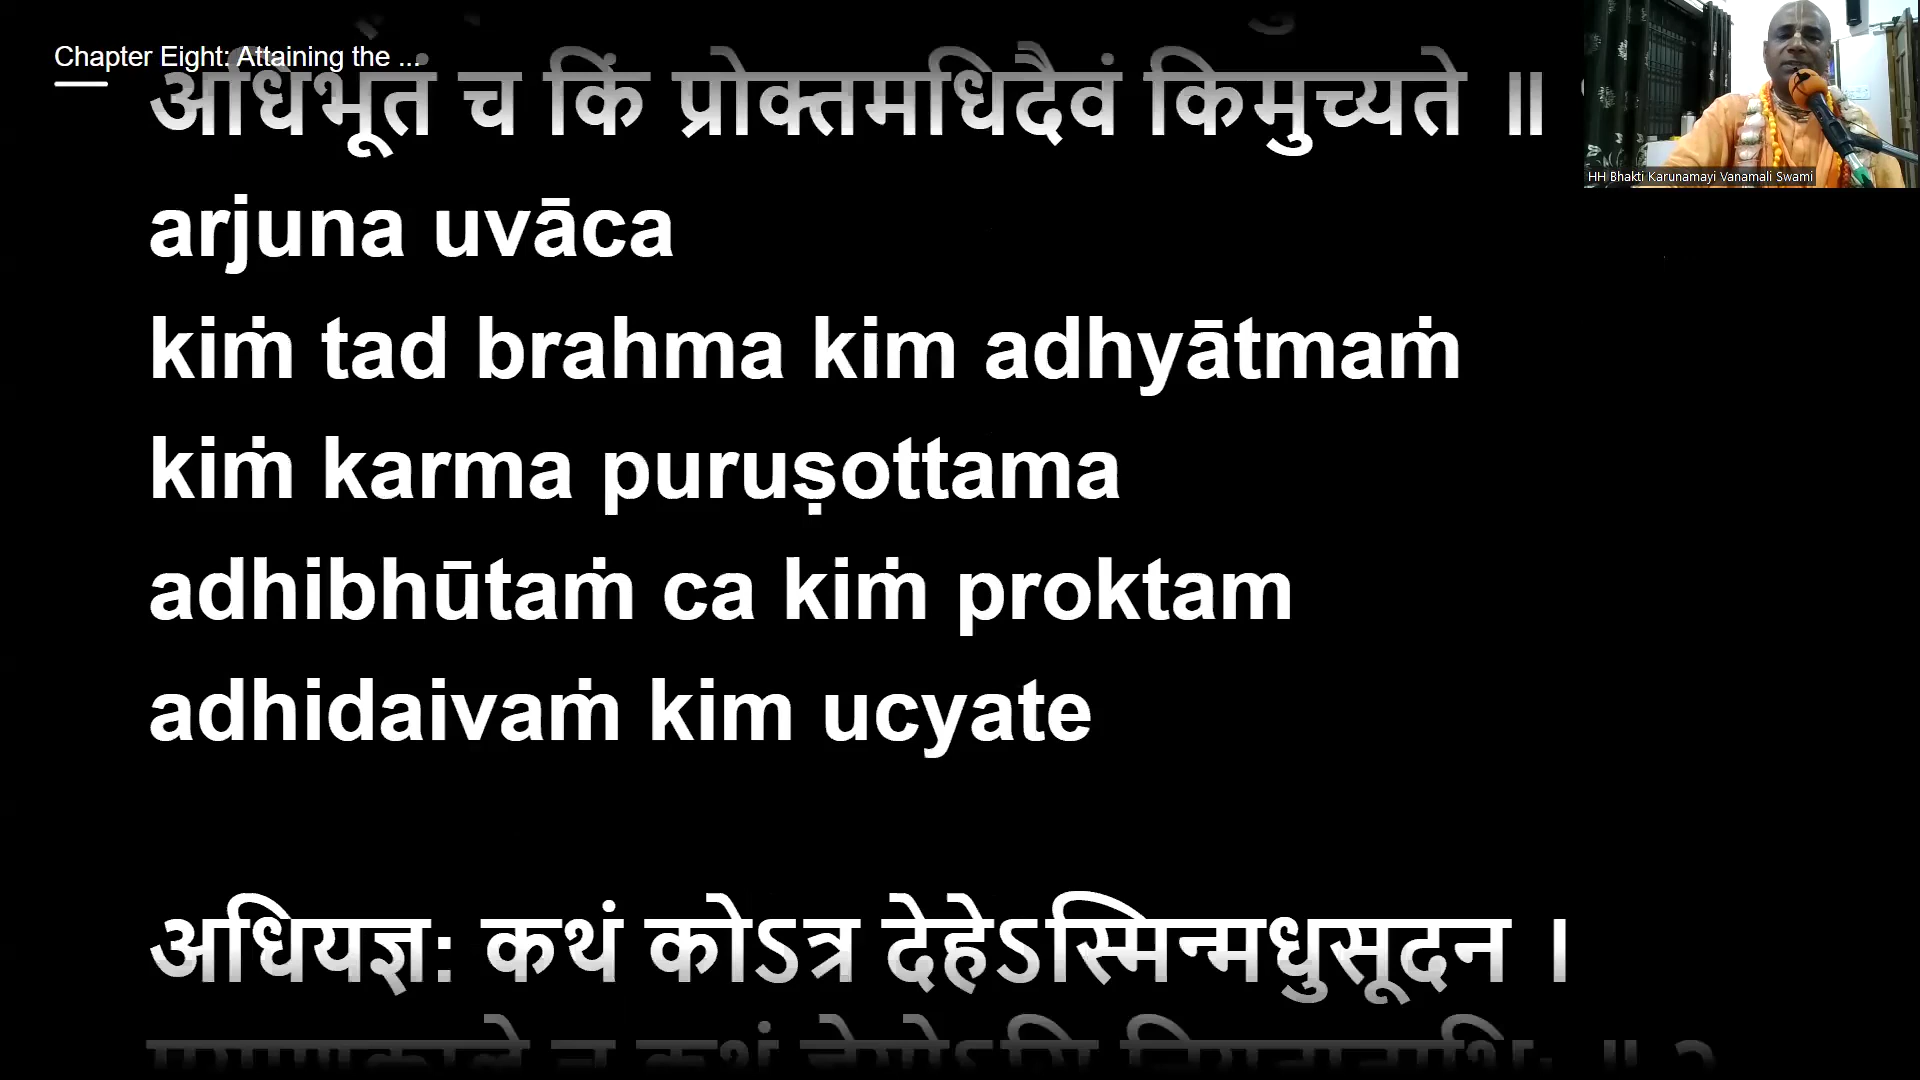 Chapter Eight: Attaining the ...
अधिभूतं च किं प्रोक्तमधिदैवं किमुच्यते ॥
HH Bhakti Karunamayi Vanamali Swami
arjuna uvāca
kiṁ tad brahma kim adhyātmaṁ
kiṁ karma puruṣottama
adhibhūtaṁ ca kiṁ proktam
adhidaivaṁ kim ucyate
अधियज्ञ: कथं कोऽत्र देहेऽस्मिन्मधुसूदन ।